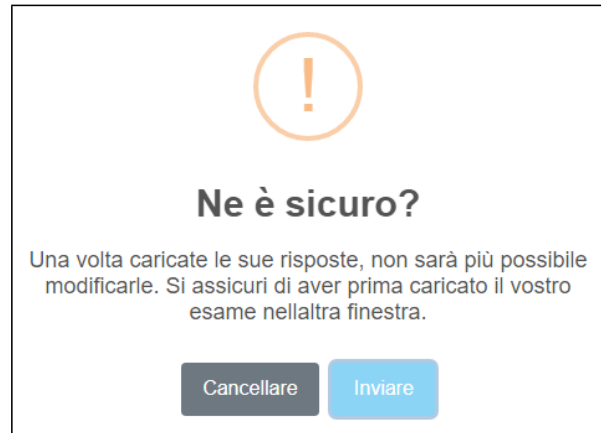 !
Ne è sicuro?
Una volta caricate le sue risposte, non sarà più possibile
modificarle. Si assicuri di aver prima caricato il vostro
esame nellaltra finestra.
Cancellare
Inviare